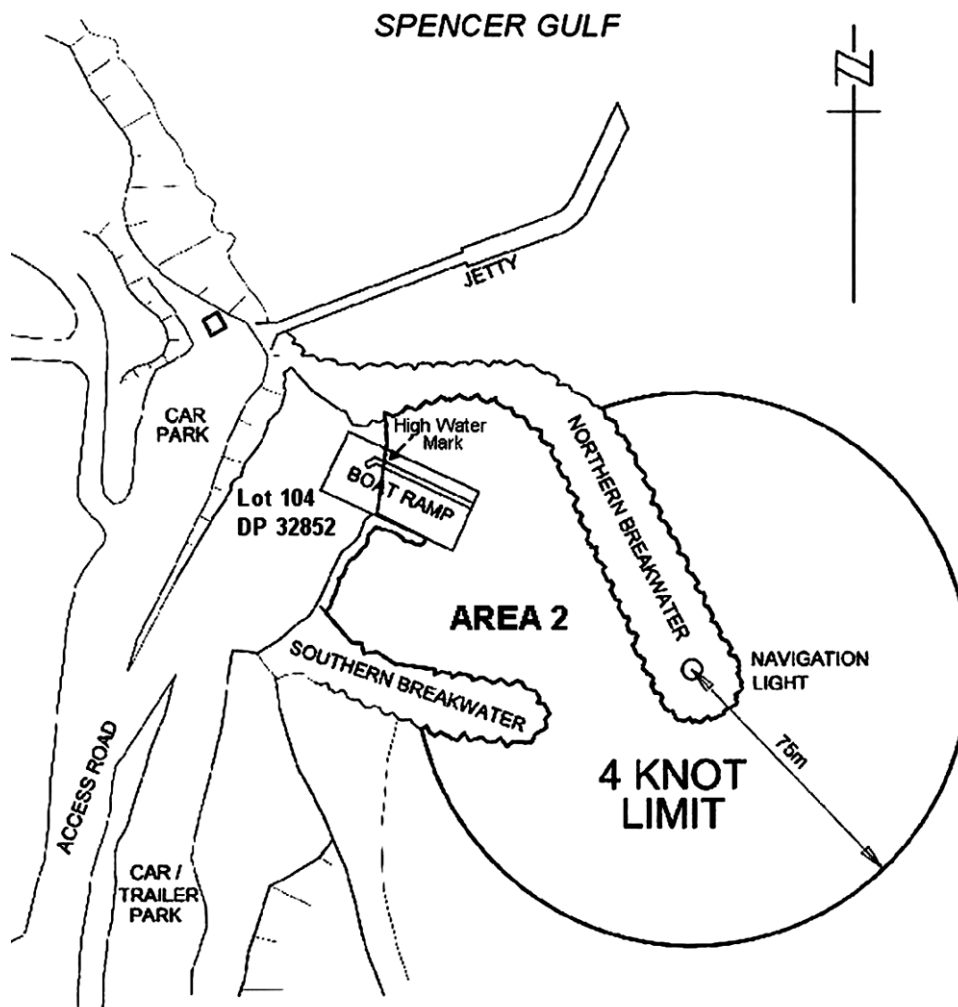 SPENCER GULF
N
JETTY
CAR
PARK
High Water
Mark
BOAT RAMP
Lot 104
DP 32852
NORTHERN BREAKWATER
AREA 2
SOUTHERN BREAKWATER
NAVIGATION
LIGHT
75m
4 KNOT
LIMIT
ACCESS ROAD
CAR /
TRAILER
PARK